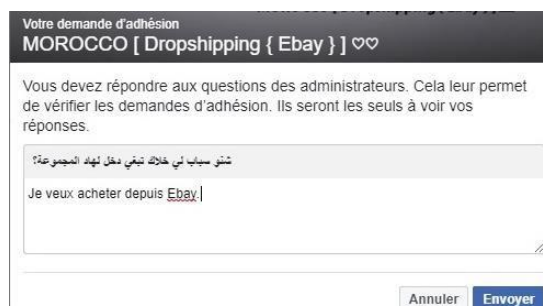 Votre demande d'adhésion
MOROCCO [ Dropshipping { Ebay } ] ♡♡
Vous devez répondre aux questions des administrateurs. Cela leur permet
de vérifier les demandes d'adhésion. Ils seront les seuls à voir vos
réponses.
شنو سباب لي خلاك تبغي دخل لهاد المجموعة؟
Je veux acheter depuis Ebay.
Annuler Envoyer